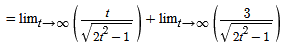 = lim_{t→∞} ( t / √(2t² − 1) ) + lim_{t→∞} ( 3 / √(2t² − 1) )